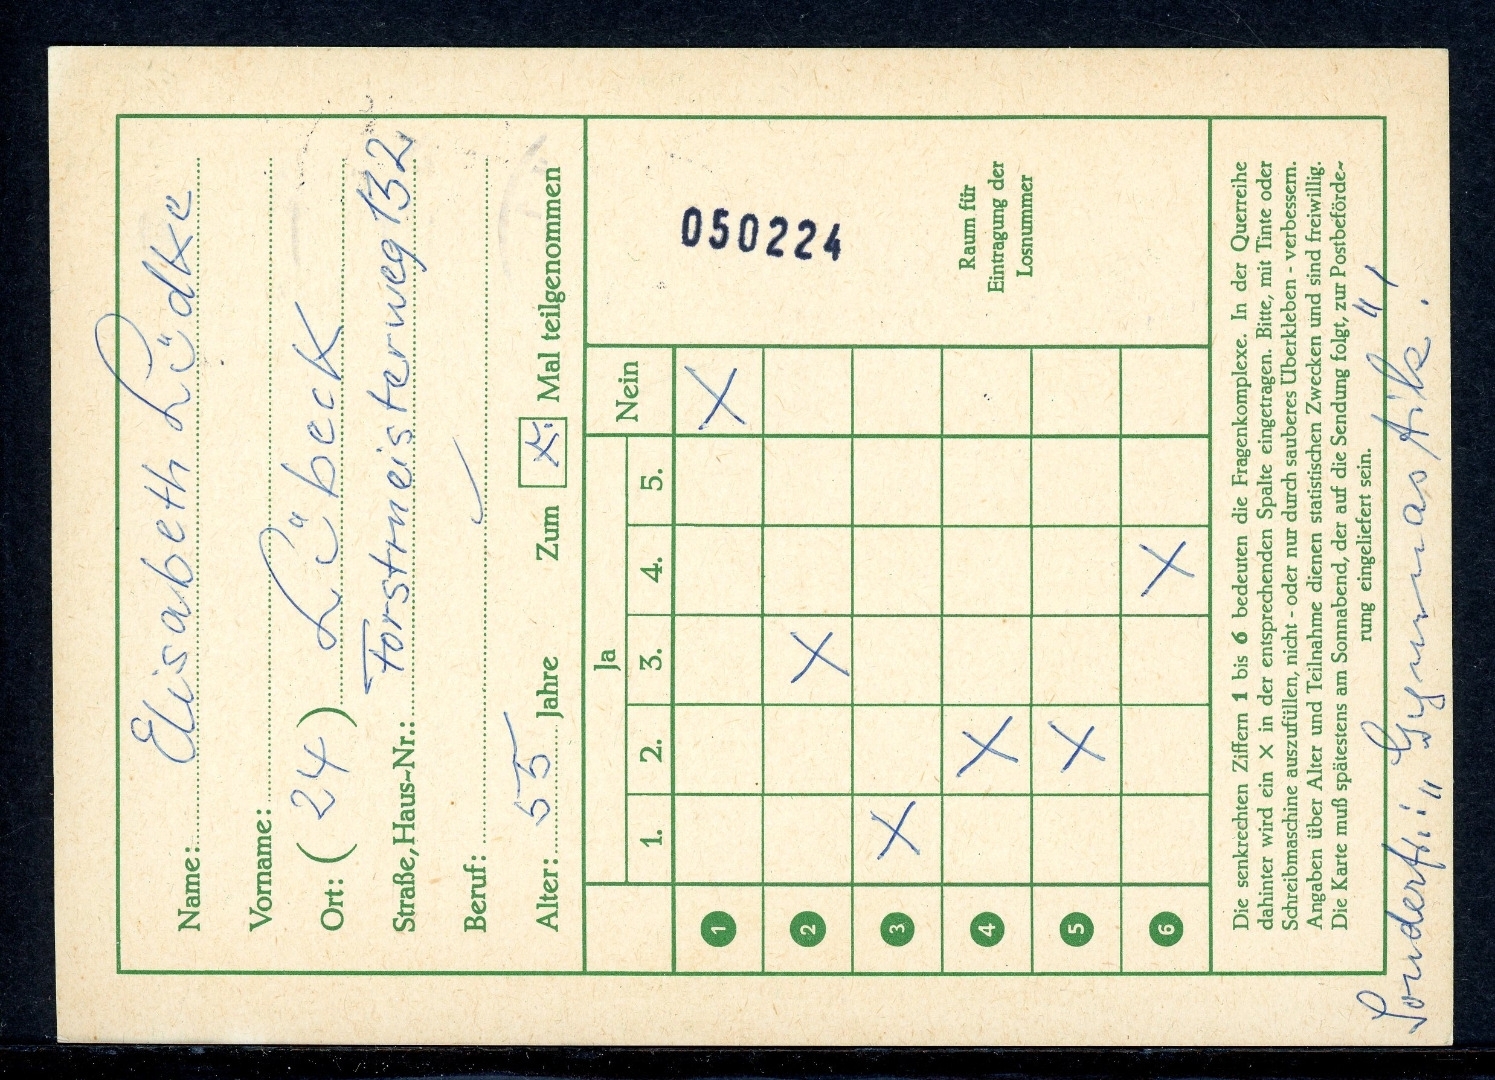 Name: Elisabeth Lüdke
Vorname:
Ort: (24) Lübeck
Straße, Haus-Nr.: Forstmeisterweg 132
Beruf: 
Alter: 55 Jahre Zum x. Mal teilgenommen
Ja Nein
1. 2. 3. 4. 5.
1 X
2 X
3 X
4 X
5 X
6 X
050224
Raum für
Eintragung der
Losnummer
Die senkrechten Ziffern 1 bis 6 bedeuten die Fragenkomplexe. In der Querreihe
dahinter wird ein × in der entsprechenden Spalte eingetragen. Bitte, mit Tinte oder
Schreibmaschine auszufüllen, nicht - oder nur durch sauberes Überkleben - verbessern.
Angaben über Alter und Teilnahme dienen statistischen Zwecken und sind freiwillig.
Die Karte muß spätestens am Sonnabend, der auf die Sendung folgt, zur Postbeförde-
rung eingeliefert sein.
"Gymnastik"!